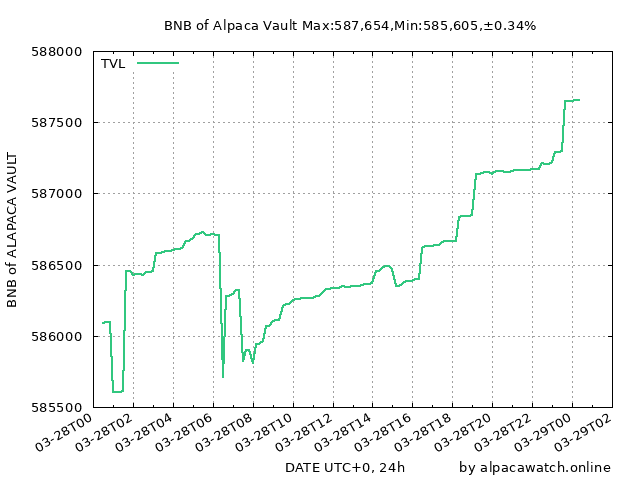 BNB of Alpaca Vault Max:587,654,Min:585,605,±0.34%
588000
TVL
587500
587000
586500
586000
585500
BNB of ALAPACA VAULT
03-28T00
03-28T02
03-28T04
03-28T06
03-28T08
03-28T10
03-28T12
03-28T14
03-28T16
03-28T18
03-28T20
03-28T22
03-29T00
03-29T02
DATE UTC+0, 24h
by alpacawatch.online